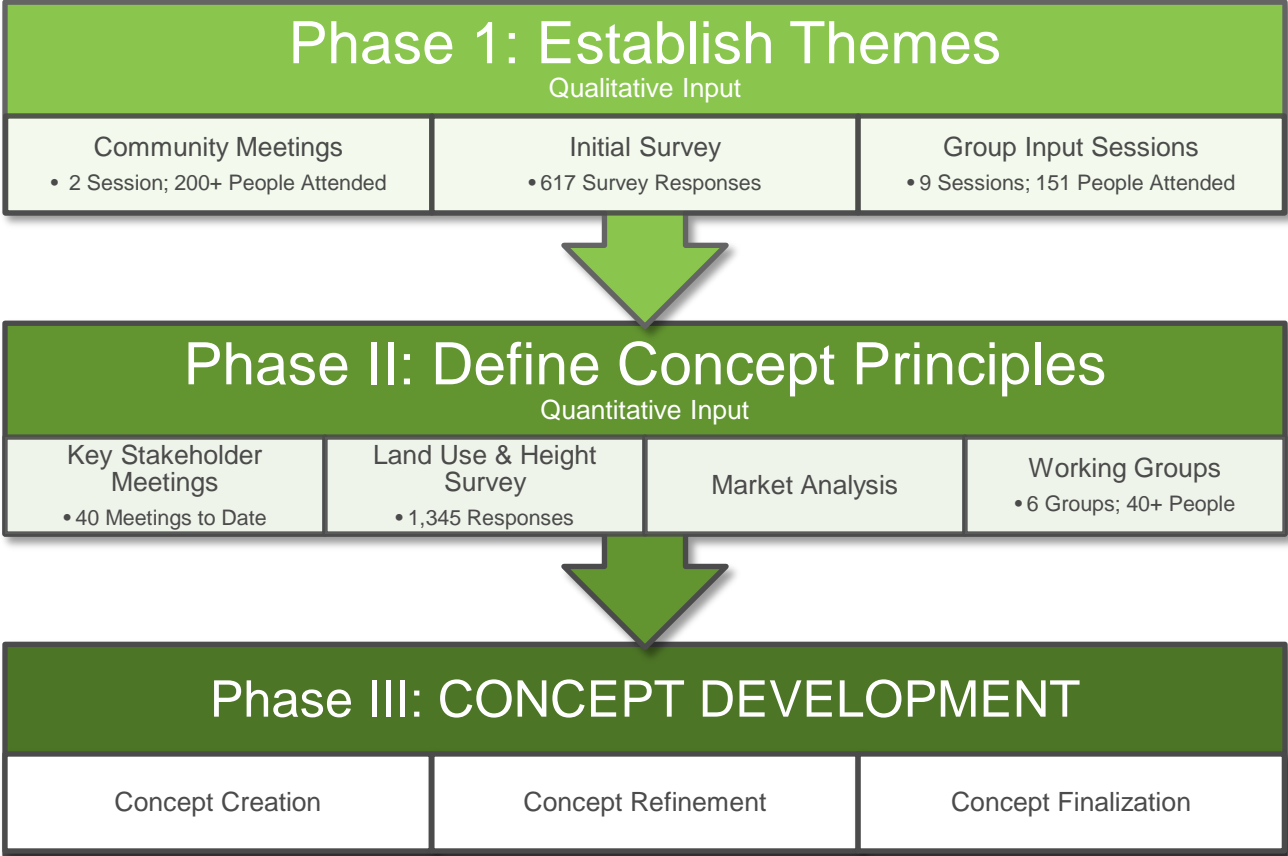 Phase 1: Establish Themes
Qualitative Input
Community Meetings
• 2 Session; 200+ People Attended
Initial Survey
• 617 Survey Responses
Group Input Sessions
• 9 Sessions; 151 People Attended
Phase II: Define Concept Principles
Quantitative Input
Key Stakeholder
Meetings
• 40 Meetings to Date
Land Use & Height
Survey
• 1,345 Responses
Market Analysis
Working Groups
• 6 Groups; 40+ People
Phase III: CONCEPT DEVELOPMENT
Concept Creation
Concept Refinement
Concept Finalization